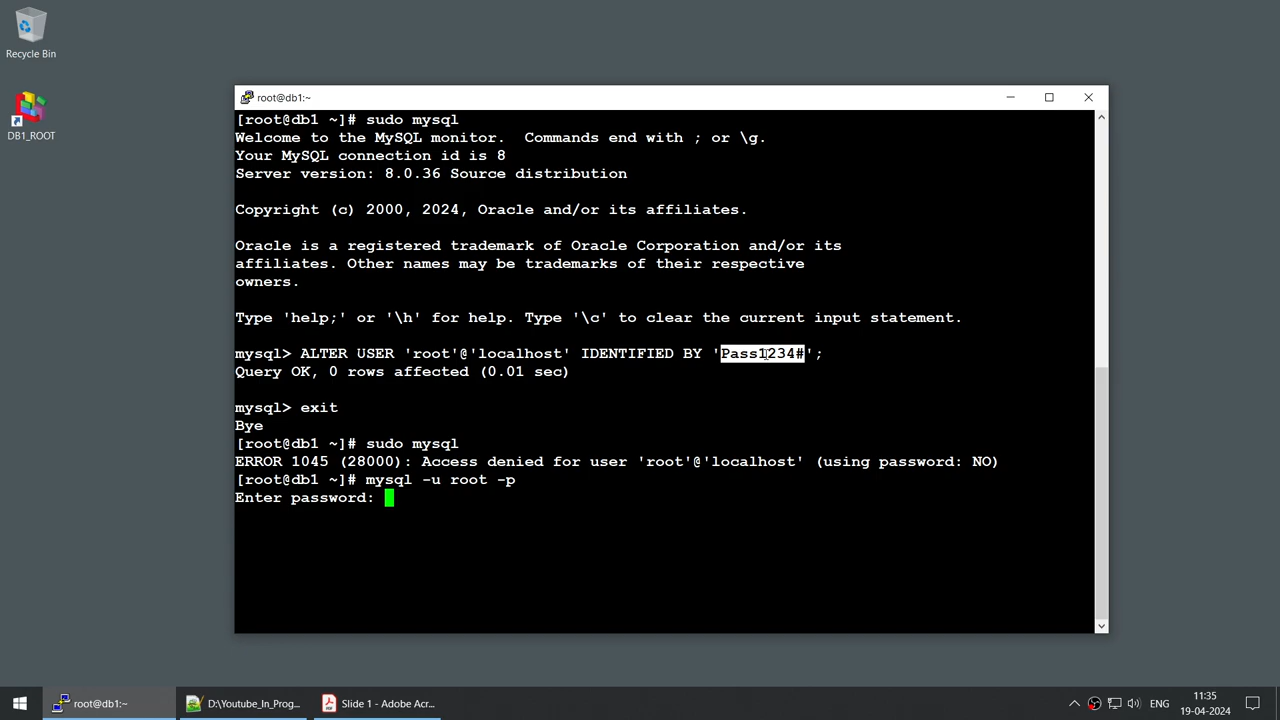 Recycle Bin
DB1_ROOT
root@db1:~
[root@db1 ~]# sudo mysql
Welcome to the MySQL monitor.  Commands end with ; or \g.
Your MySQL connection id is 8
Server version: 8.0.36 Source distribution
Copyright (c) 2000, 2024, Oracle and/or its affiliates.
Oracle is a registered trademark of Oracle Corporation and/or its
affiliates. Other names may be trademarks of their respective
owners.
Type 'help;' or '\h' for help. Type '\c' to clear the current input statement.
mysql> ALTER USER 'root'@'localhost' IDENTIFIED BY 'Pass1234#';
Query OK, 0 rows affected (0.01 sec)
mysql> exit
Bye
[root@db1 ~]# sudo mysql
ERROR 1045 (28000): Access denied for user 'root'@'localhost' (using password: NO)
[root@db1 ~]# mysql -u root -p
Enter password:
root@db1:~
D:\Youtube_In_Prog...
Slide 1 - Adobe Acr...
ENG
11:35
19-04-2024